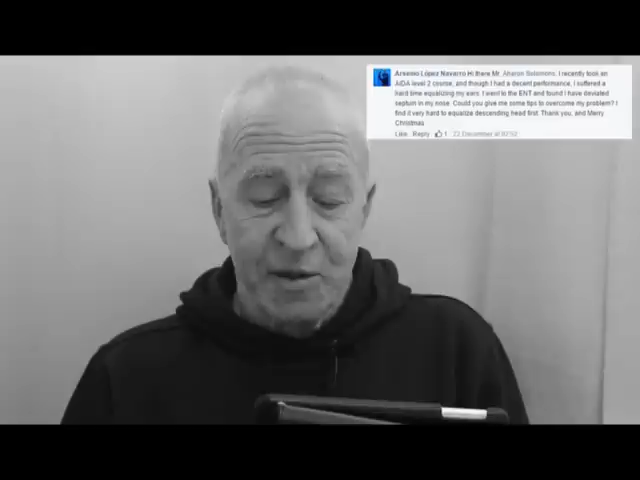 Arsenio López Navarro Hi there Mr. Aharon Solomons. I recently took an
AIDA level 2 course, and though I had a decent performance, I suffered a
hard time equalizing my ears. I went to the ENT and found I have deviated
septum in my nose. Could you give me some tips to overcome my problem? I
find it very hard to equalize descending head first. Thank you, and Merry
Christmas
Like · Reply · 1 · 22 December at 02:52